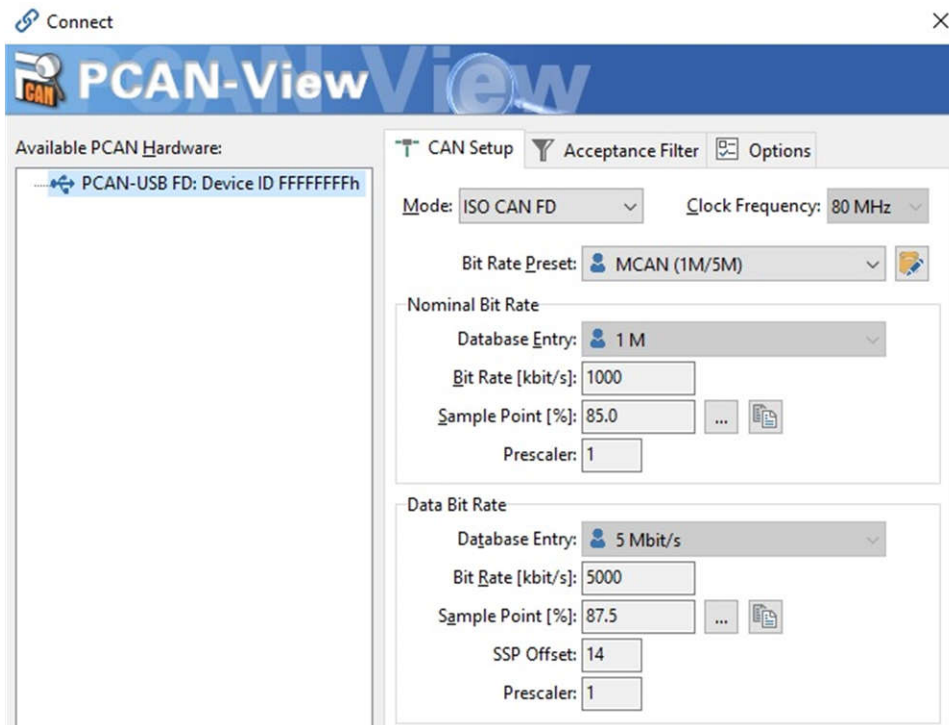 Connect
PCAN-View
Available PCAN Hardware:
PCAN-USB FD: Device ID FFFFFFFFh
CAN Setup Acceptance Filter Options
Mode: ISO CAN FD Clock Frequency: 80 MHz
Bit Rate Preset: MCAN (1M/5M)
Nominal Bit Rate
Database Entry: 1 M
Bit Rate [kbit/s]: 1000
Sample Point [%]: 85.0 ...
Prescaler: 1
Data Bit Rate
Database Entry: 5 Mbit/s
Bit Rate [kbit/s]: 5000
Sample Point [%]: 87.5 ...
SSP Offset: 14
Prescaler: 1